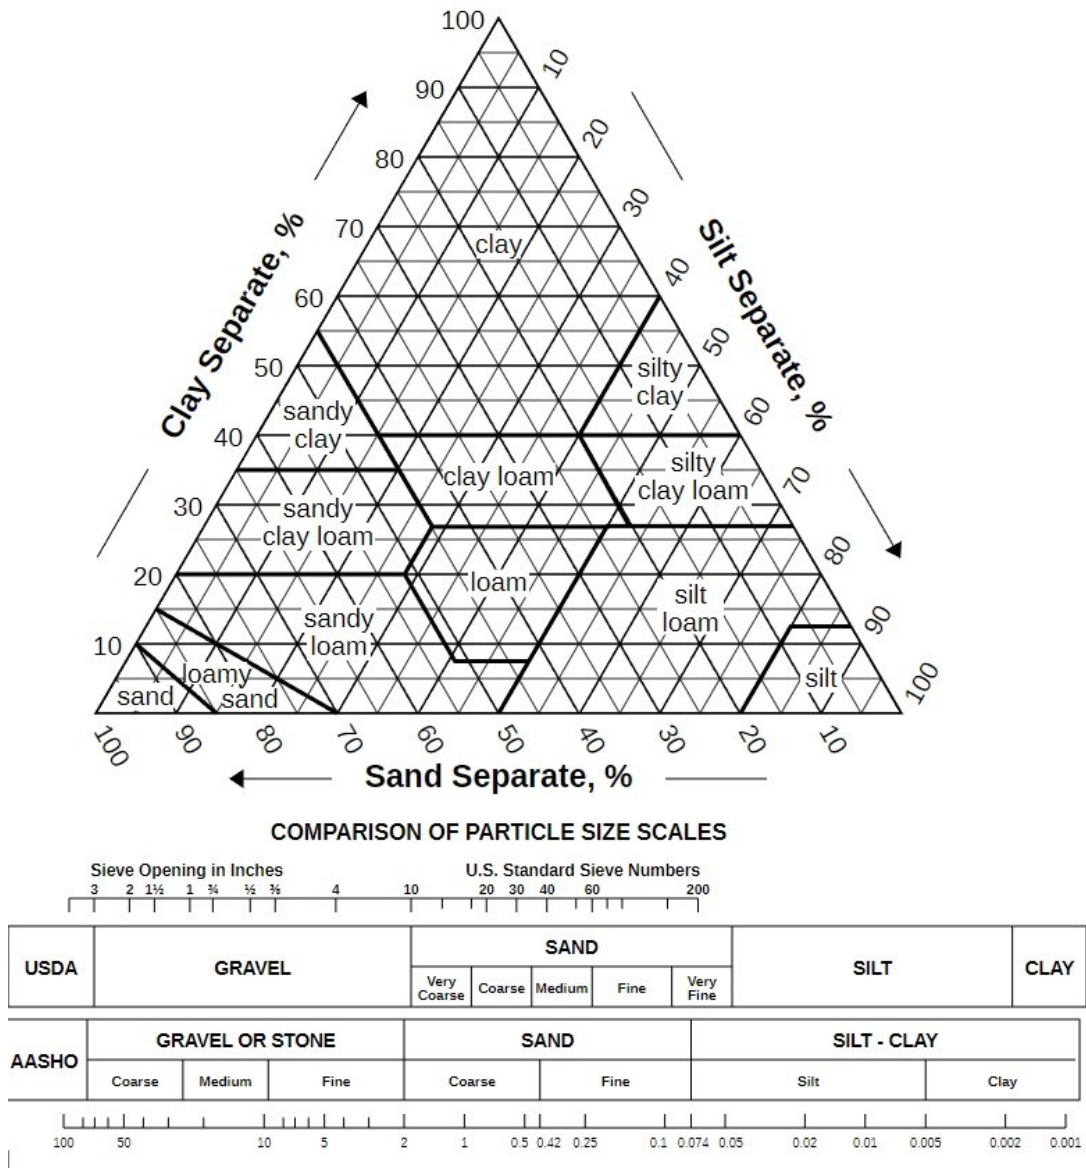 100
10
90
20
80
30
70
clay
40
60
50
50
silty
clay
60
sandy
clay
40
70
silty
clay loam
clay loam
30
sandy
clay loam
80
20
loam
silt
loam
90
sandy
loam
10
100
loamy
sand
sand
silt
Clay Separate, %
Silt Separate, %
100 90 80 70 60 50 40 30 20 10
Sand Separate, %
COMPARISON OF PARTICLE SIZE SCALES
Sieve Opening in Inches U.S. Standard Sieve Numbers
3 2 1½ 1 ¾ ½ ⅜ 4 10 20 30 40 60 200
USDA GRAVEL SAND SILT CLAY
Very Coarse Coarse Medium Fine Very Fine
AASHO GRAVEL OR STONE SAND SILT - CLAY
Coarse Medium Fine Coarse Fine Silt Clay
100 50 10 5 2 1 0.5 0.42 0.25 0.1 0.074 0.05 0.02 0.01 0.005 0.002 0.001